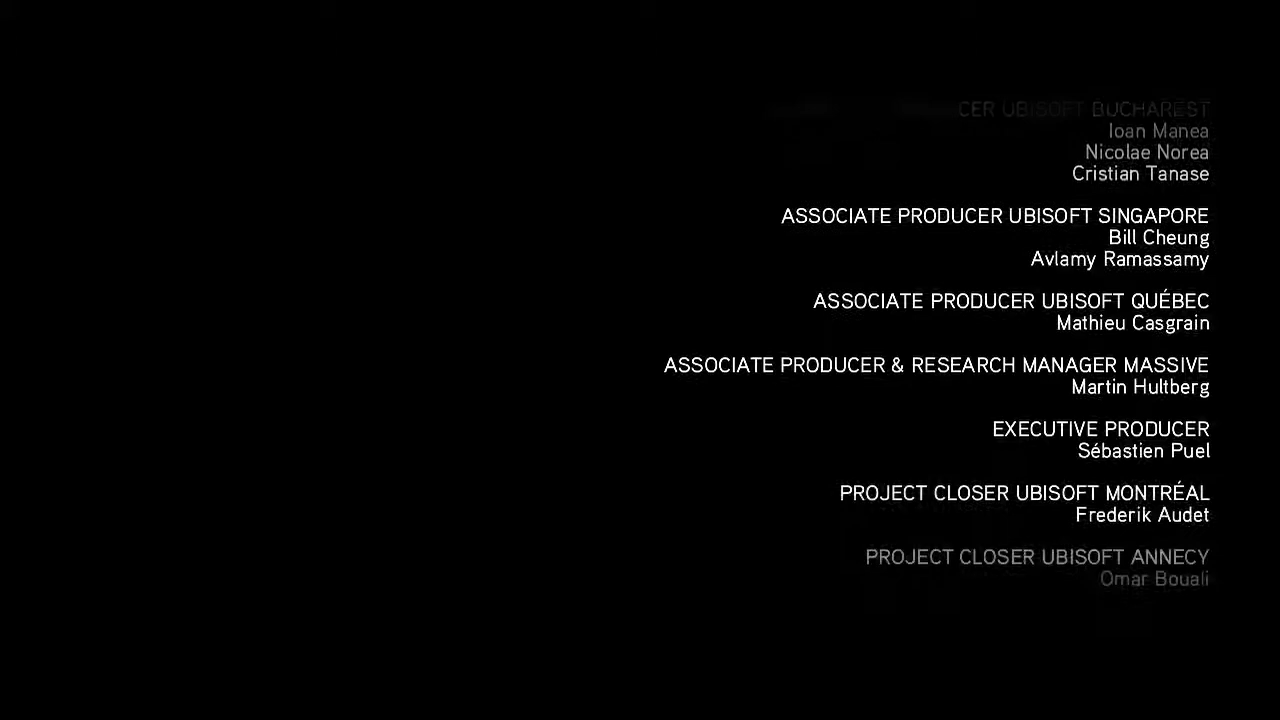 CER UBISOFT BUCHAREST
Ioan Manea
Nicolae Norea
Cristian Tanase
ASSOCIATE PRODUCER UBISOFT SINGAPORE
Bill Cheung
Avlamy Ramassamy
ASSOCIATE PRODUCER UBISOFT QUÉBEC
Mathieu Casgrain
ASSOCIATE PRODUCER & RESEARCH MANAGER MASSIVE
Martin Hultberg
EXECUTIVE PRODUCER
Sébastien Puel
PROJECT CLOSER UBISOFT MONTRÉAL
Frederik Audet
PROJECT CLOSER UBISOFT ANNECY
Omar Bouali